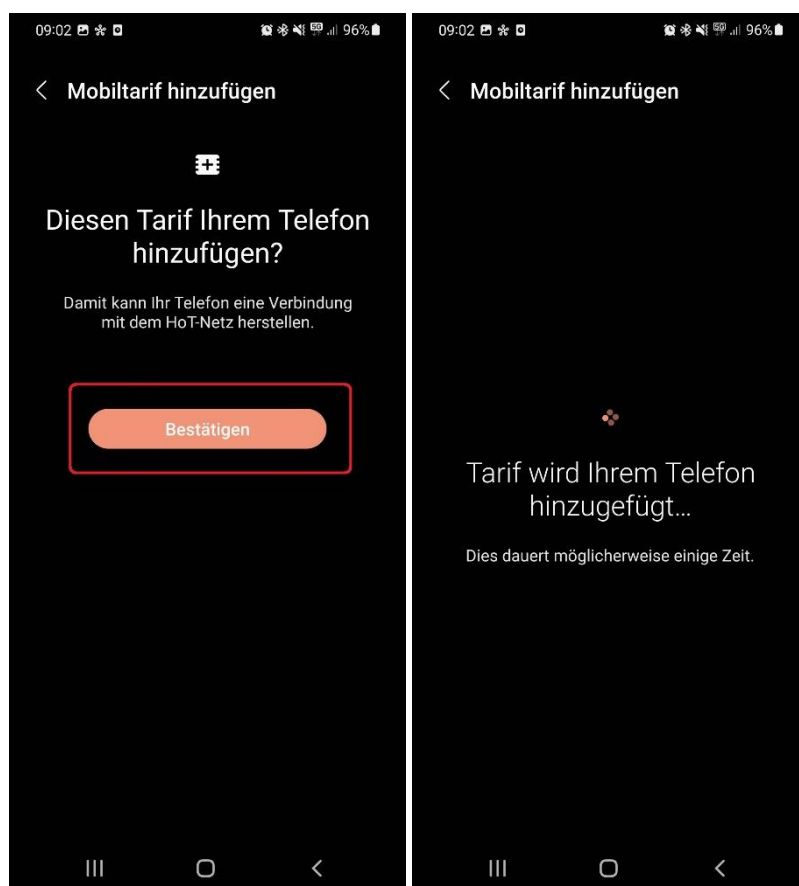 09:02
96%
Mobiltarif hinzufügen
Diesen Tarif Ihrem Telefon
hinzufügen?
Damit kann Ihr Telefon eine Verbindung
mit dem HoT-Netz herstellen.
Bestätigen
09:02
96%
Mobiltarif hinzufügen
Tarif wird Ihrem Telefon
hinzugefügt...
Dies dauert möglicherweise einige Zeit.